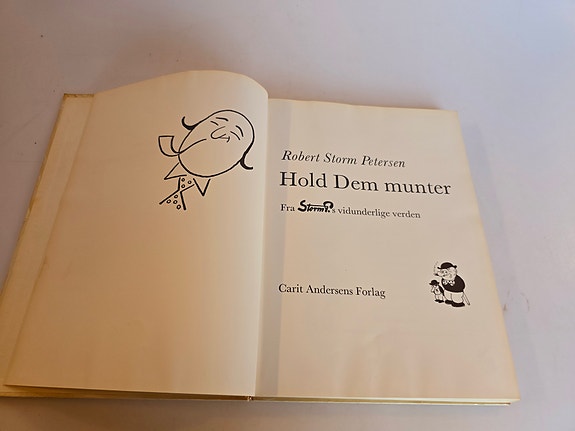 Robert Storm Petersen
Hold Dem munter
Fra Storm P.s vidunderlige verden
Carit Andersens Forlag